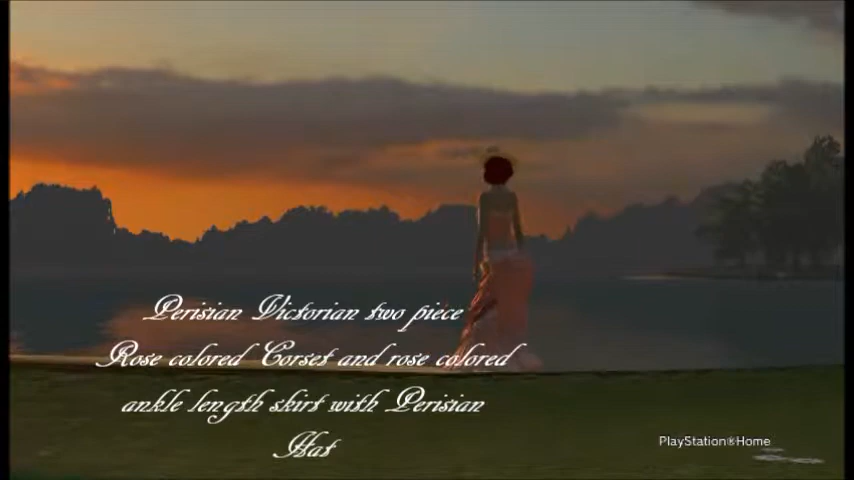 Perisian Victorian two piece
Rose colored Corset and rose colored
ankle length skirt with Perisian
Hat
PlayStation®Home